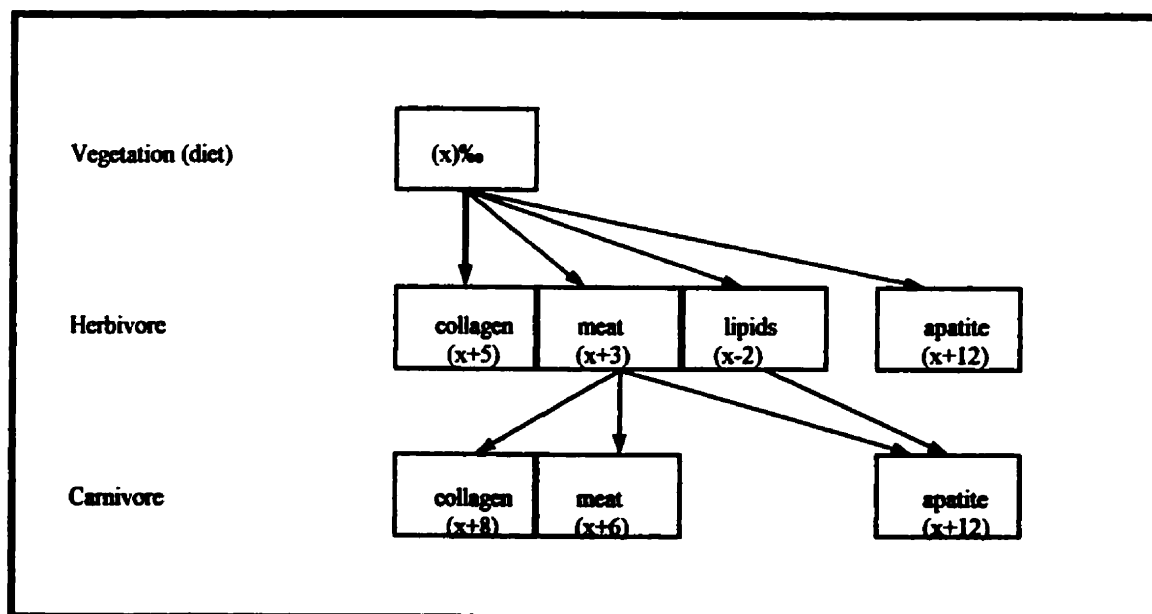 Vegetation (diet)
(x)‰
Herbivore
collagen
(x+5)
meat
(x+3)
lipids
(x-2)
apatite
(x+12)
Carnivore
collagen
(x+8)
meat
(x+6)
apatite
(x+12)